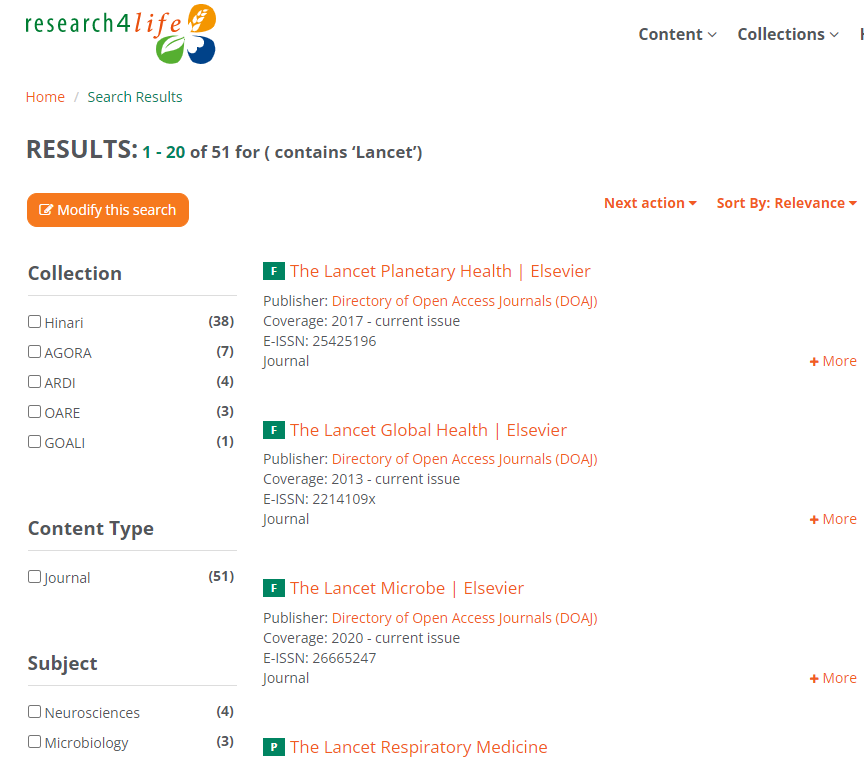 research4life
Content
Collections
H
Home / Search Results
RESULTS: 1 - 20 of 51 for ( contains ‘Lancet’)
Modify this search
Next action
Sort By: Relevance
Collection
Hinari (38)
AGORA (7)
ARDI (4)
OARE (3)
GOALI (1)
Content Type
Journal (51)
Subject
Neurosciences (4)
Microbiology (3)
F The Lancet Planetary Health | Elsevier
Publisher: Directory of Open Access Journals (DOAJ)
Coverage: 2017 - current issue
E-ISSN: 25425196
Journal
+ More
F The Lancet Global Health | Elsevier
Publisher: Directory of Open Access Journals (DOAJ)
Coverage: 2013 - current issue
E-ISSN: 2214109x
Journal
+ More
F The Lancet Microbe | Elsevier
Publisher: Directory of Open Access Journals (DOAJ)
Coverage: 2020 - current issue
E-ISSN: 26665247
Journal
+ More
P The Lancet Respiratory Medicine